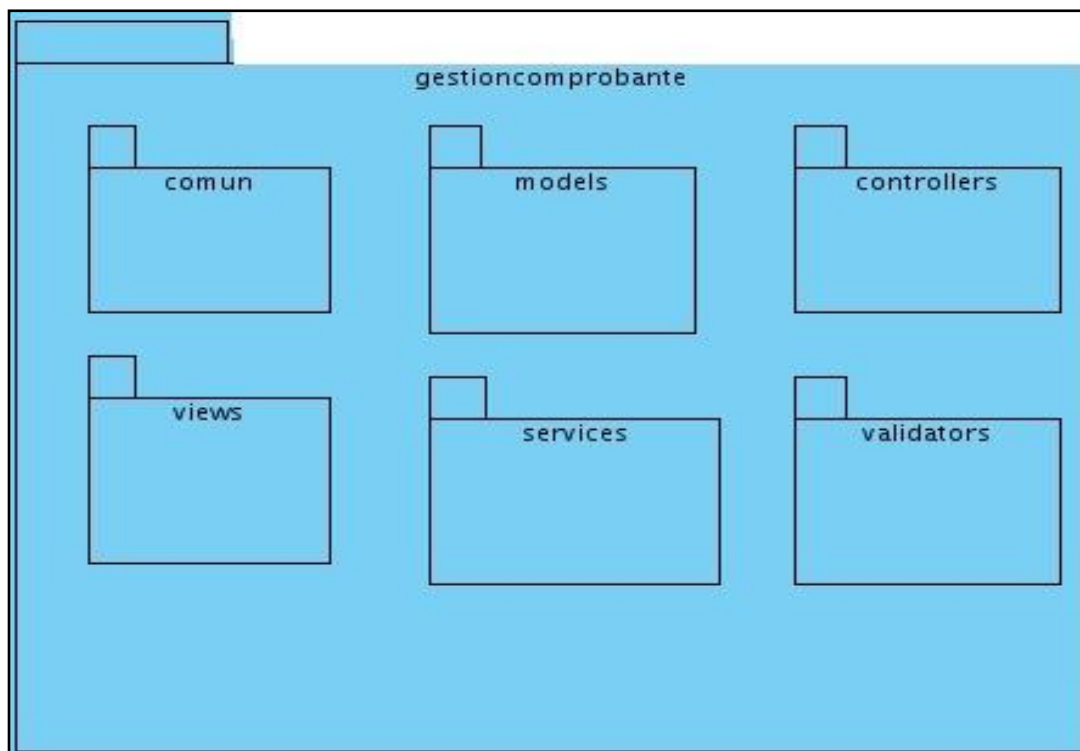 gestioncomprobante
comun
models
controllers
views
services
validators